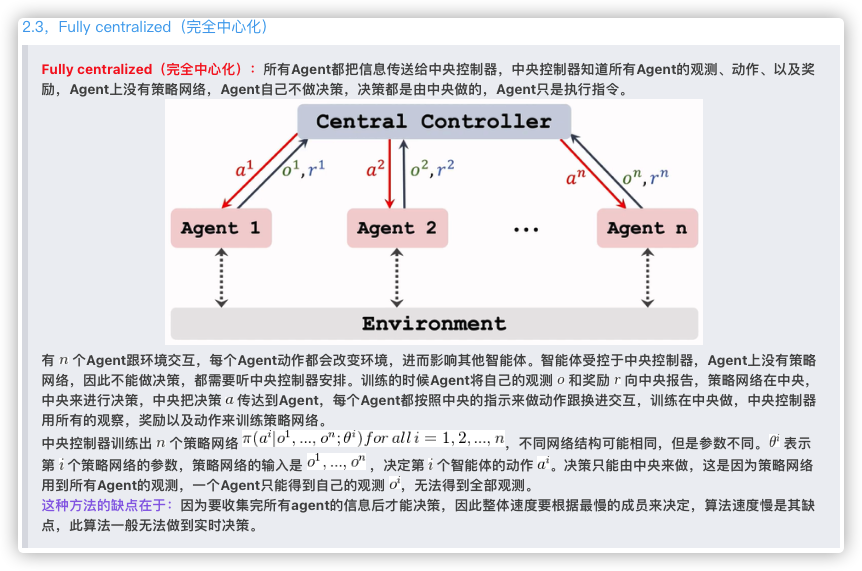 2.3，Fully centralized（完全中心化）
Fully centralized（完全中心化）：所有Agent都把信息传送给中央控制器，中央控制器知道所有Agent的观测、动作、以及奖
励，Agent上没有策略网络，Agent自己不做决策，决策都是由中央做的，Agent只是执行指令。
Central Controller
a¹ o¹,r¹ a² o²,r² aⁿ oⁿ,rⁿ
Agent 1 Agent 2 ... Agent n
Environment
有 n 个Agent跟环境交互，每个Agent动作都会改变环境，进而影响其他智能体。智能体受控于中央控制器，Agent上没有策略
网络，因此不能做决策，都需要听中央控制器安排。训练的时候Agent将自己的观测 o 和奖励 r 向中央报告，策略网络在中央，
中央来进行决策，中央把决策 a 传达到Agent，每个Agent都按照中央的指示来做动作跟换进交互，训练在中央做，中央控制器
用所有的观察，奖励以及动作来训练策略网络。
中央控制器训练出 n 个策略网络 π(aⁱ|o¹, ..., oⁿ; θⁱ) for all i = 1, 2, ..., n，不同网络结构可能相同，但是参数不同。θⁱ 表示
第 i 个策略网络的参数，策略网络的输入是 o¹, ..., oⁿ ，决定第 i 个智能体的动作 aⁱ。决策只能由中央来做，这是因为策略网络
用到所有Agent的观测，一个Agent只能得到自己的观测 oⁱ，无法得到全部观测。
这种方法的缺点在于：因为要收集完所有agent的信息后才能决策，因此整体速度要根据最慢的成员来决定，算法速度慢是其缺
点，此算法一般无法做到实时决策。